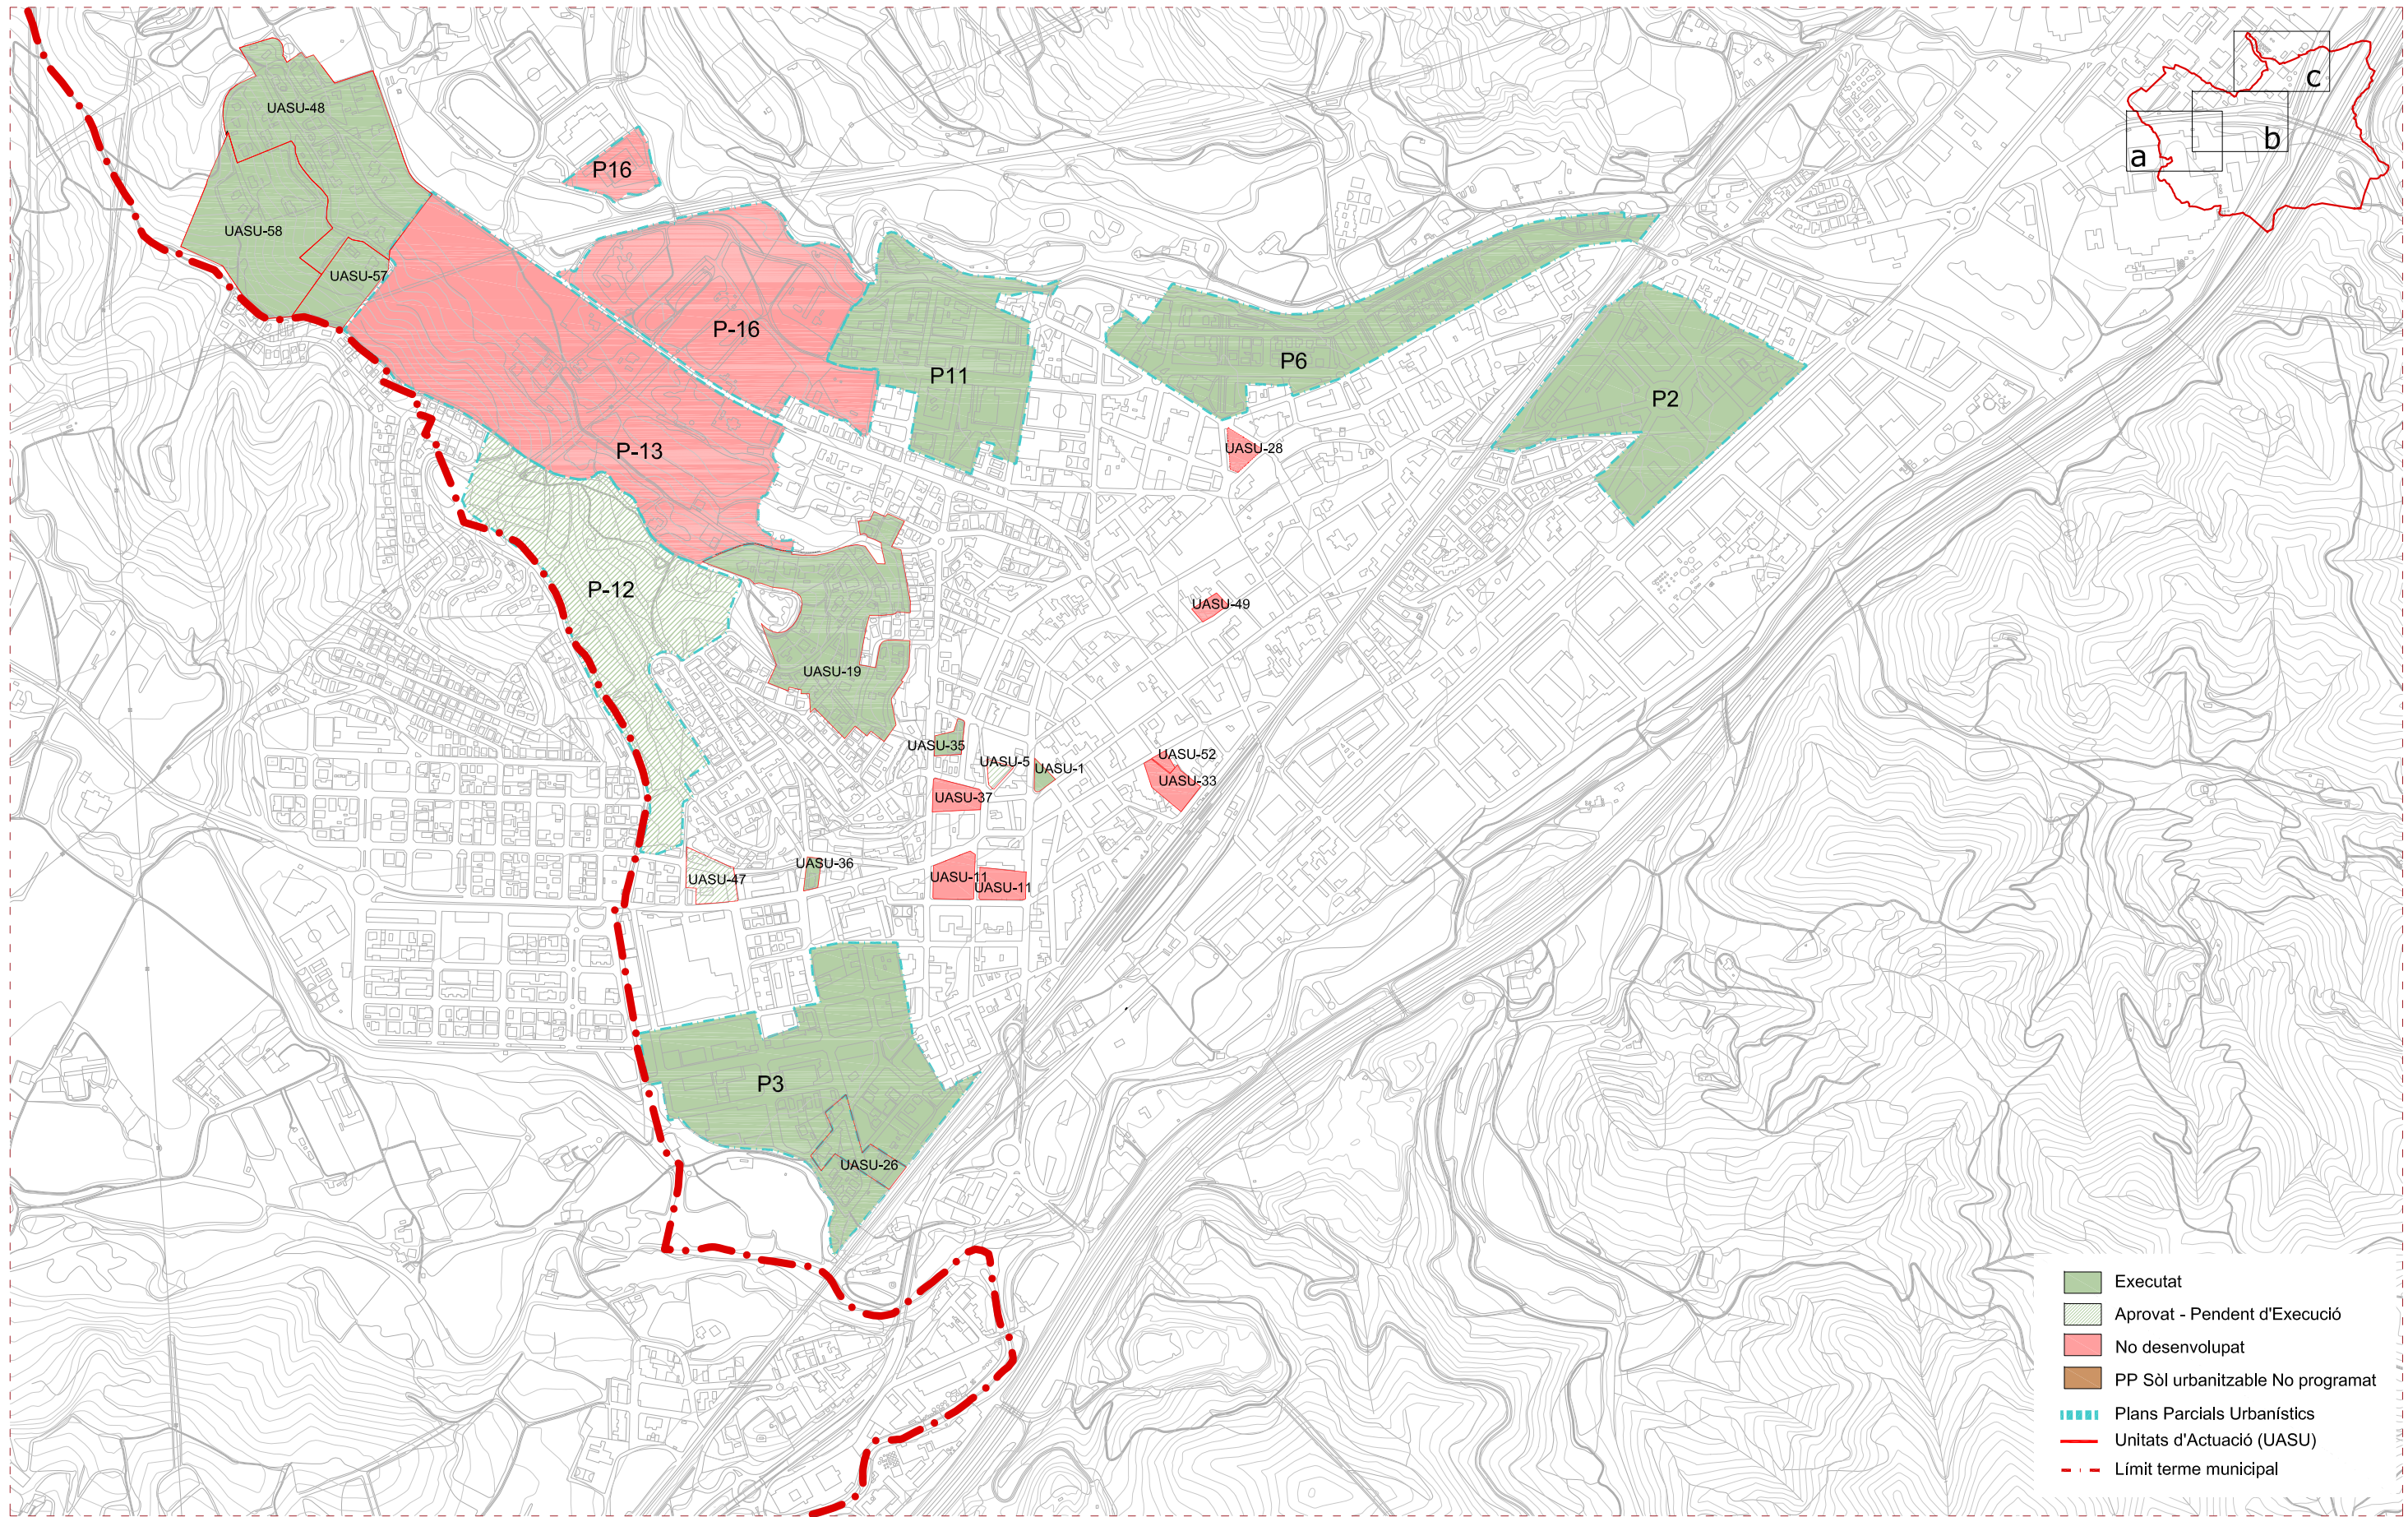 UASU-48
c
b
a
P16
UASU-58
UASU-57
P-16
P11
P6
P2
P-13
UASU-28
P-12
UASU-49
UASU-19
UASU-35
UASU-5
UASU-1
UASU-52
UASU-33
UASU-37
UASU-36
UASU-47
UASU-11
UASU-11
P3
UASU-26
Executat
Aprovat - Pendent d'Execució
No desenvolupat
PP Sòl urbanitzable No programat
Plans Parcials Urbanístics
Unitats d'Actuació (UASU)
Límit terme municipal